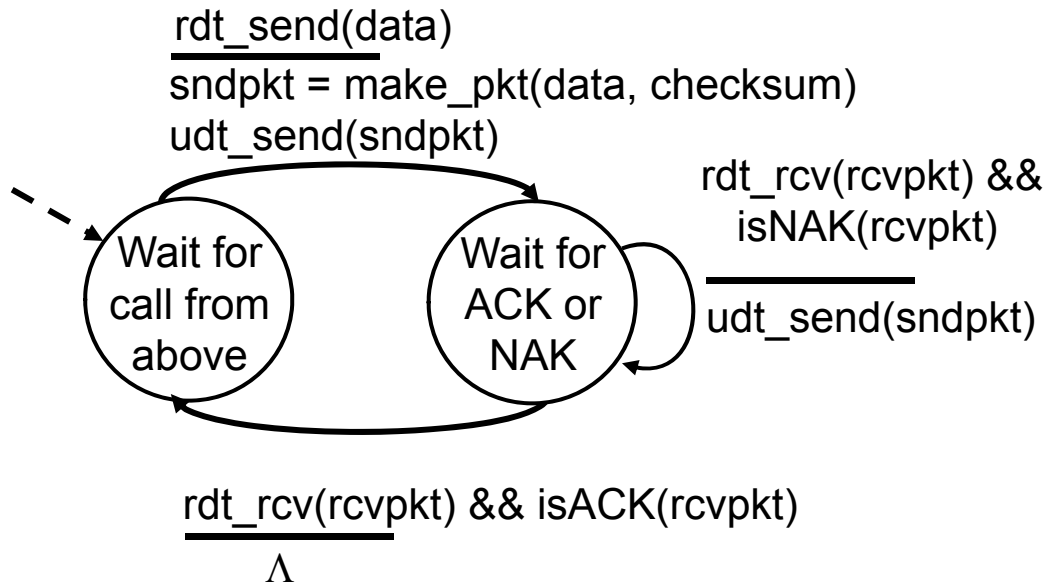 rdt_send(data)
sndpkt = make_pkt(data, checksum)
udt_send(sndpkt)
rdt_rcv(rcvpkt) &&
isNAK(rcvpkt)
udt_send(sndpkt)
Wait for
call from
above
Wait for
ACK or
NAK
rdt_rcv(rcvpkt) && isACK(rcvpkt)
Λ